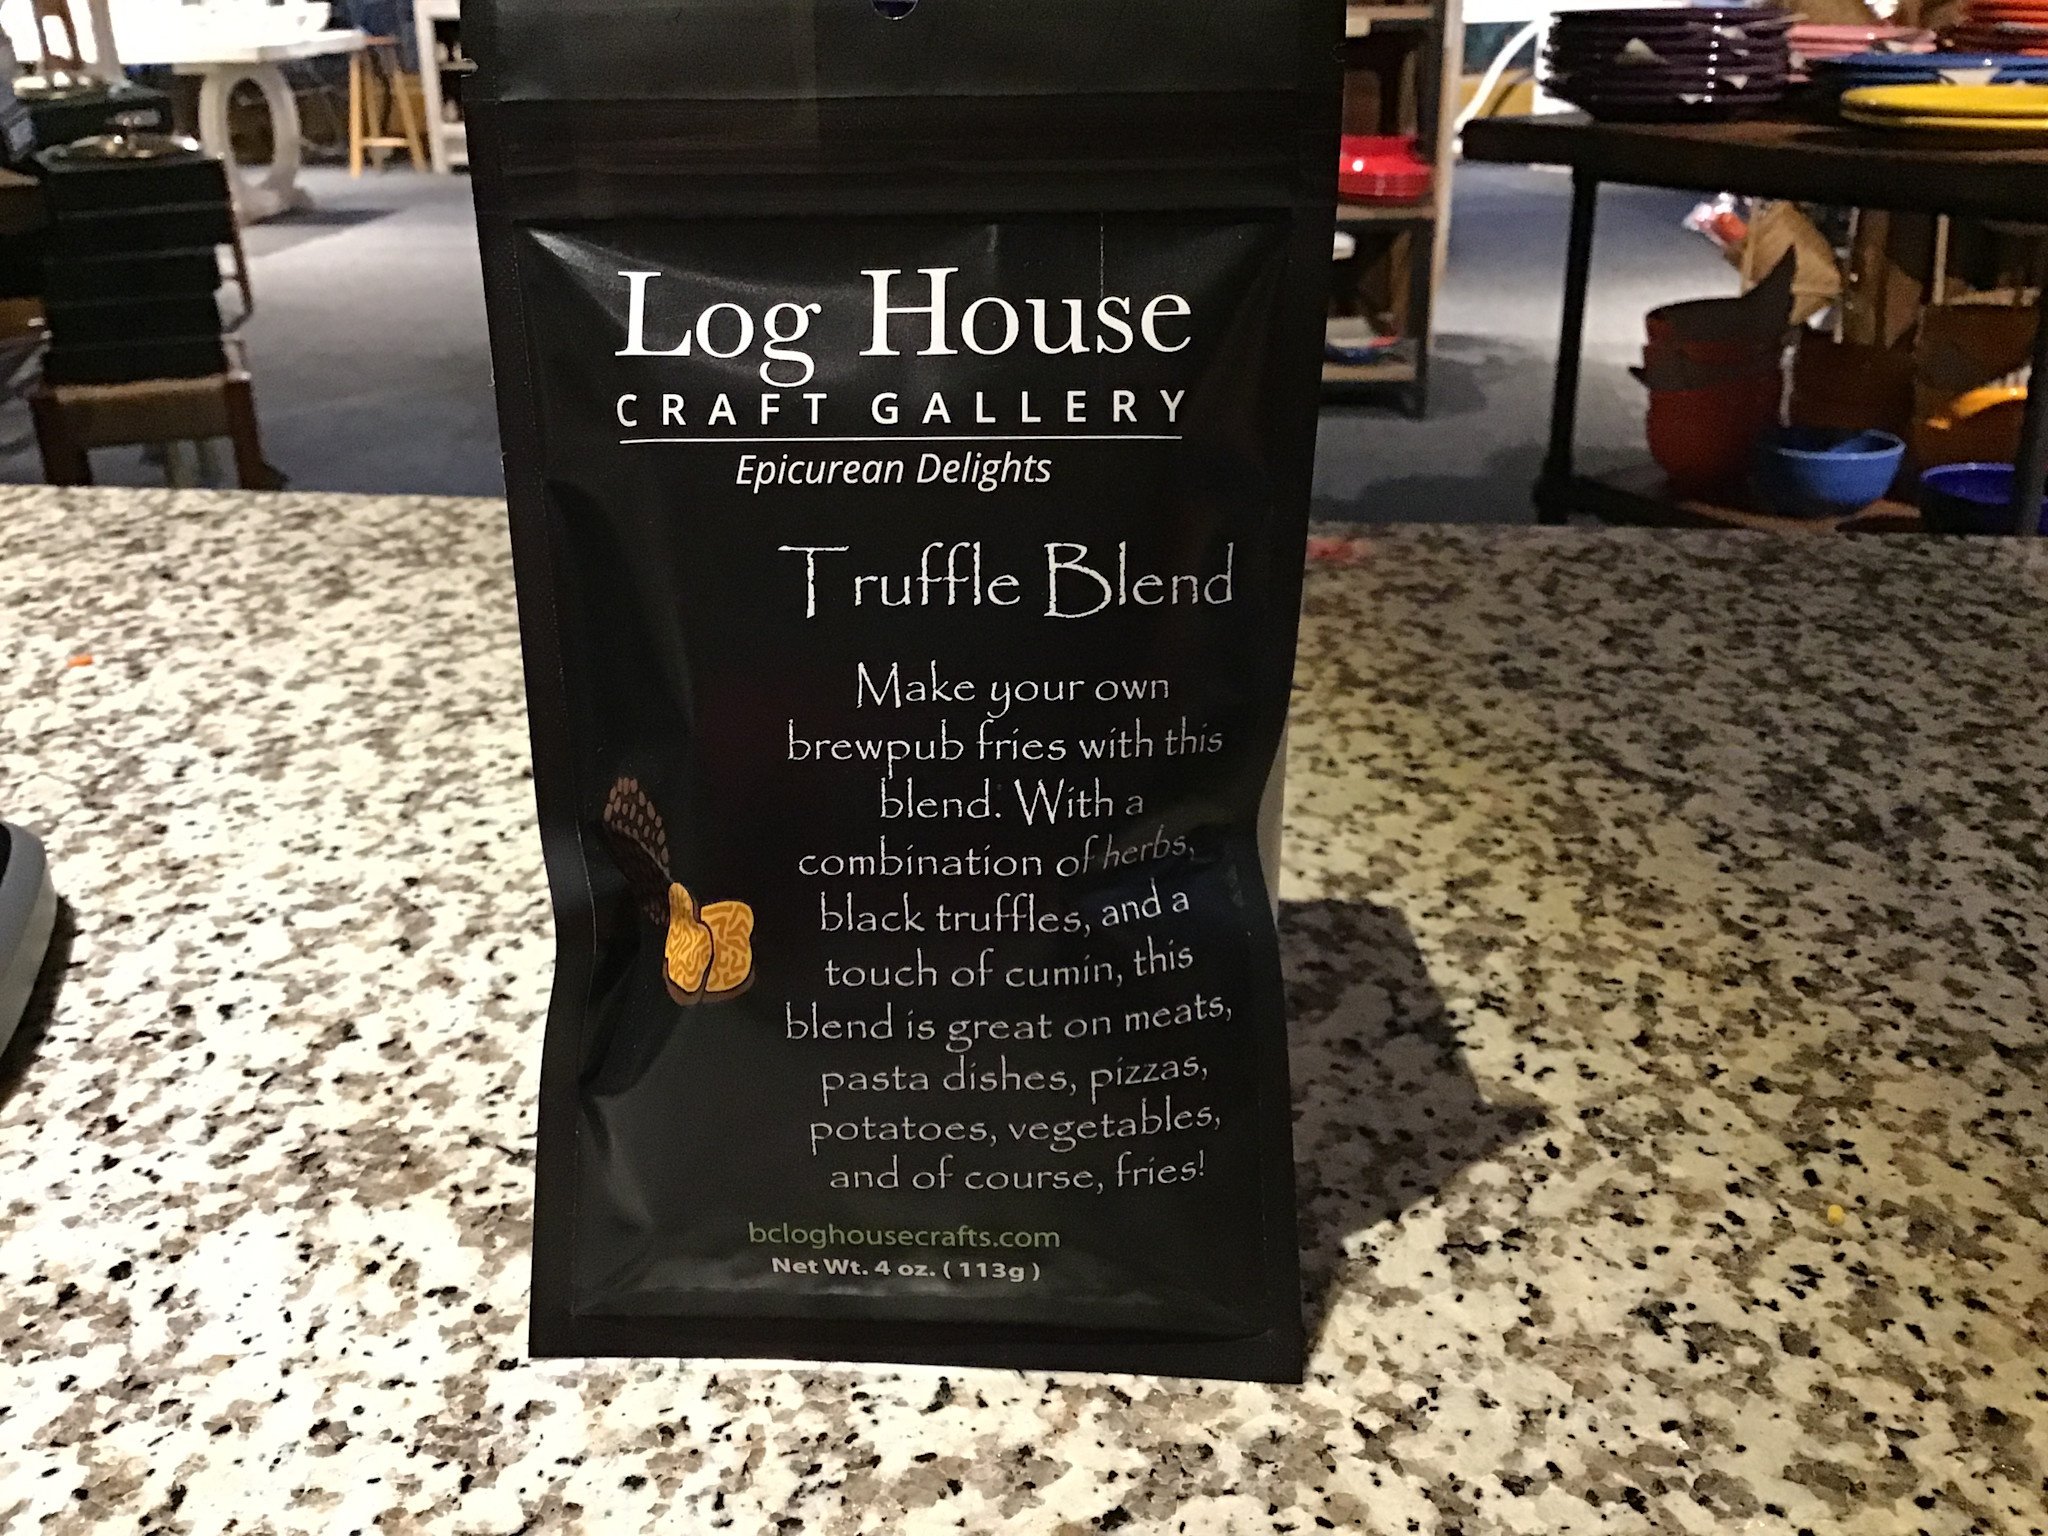 Log House
CRAFT GALLERY
Epicurean Delights
Truffle Blend
Make your own
brewpub fries with this
blend. With a
combination of herbs,
black truffles, and a
touch of cumin, this
blend is great on meats,
pasta dishes, pizzas,
potatoes, vegetables,
and of course, fries!
bcloghousecrafts.com
Net Wt. 4 oz. ( 113g )